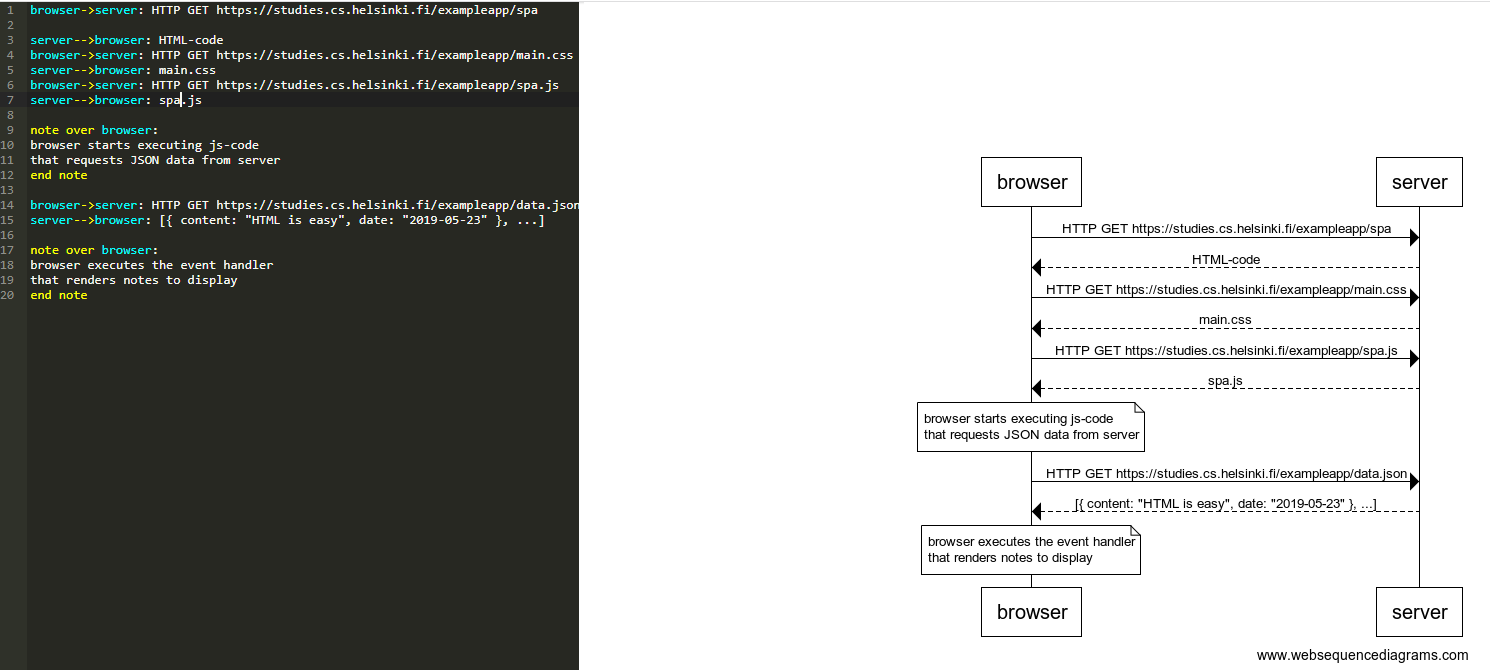 1 browser->server: HTTP GET https://studies.cs.helsinki.fi/exampleapp/spa
2
3 server-->browser: HTML-code
4 browser->server: HTTP GET https://studies.cs.helsinki.fi/exampleapp/main.css
5 server-->browser: main.css
6 browser->server: HTTP GET https://studies.cs.helsinki.fi/exampleapp/spa.js
7 server-->browser: spa.js
8
9 note over browser:
10 browser starts executing js-code
11 that requests JSON data from server
12 end note
13
14 browser->server: HTTP GET https://studies.cs.helsinki.fi/exampleapp/data.json
15 server-->browser: [{ content: "HTML is easy", date: "2019-05-23" }, ...]
16
17 note over browser:
18 browser executes the event handler
19 that renders notes to display
20 end note
browser server
HTTP GET https://studies.cs.helsinki.fi/exampleapp/spa
HTML-code
HTTP GET https://studies.cs.helsinki.fi/exampleapp/main.css
main.css
HTTP GET https://studies.cs.helsinki.fi/exampleapp/spa.js
spa.js
browser starts executing js-code
that requests JSON data from server
HTTP GET https://studies.cs.helsinki.fi/exampleapp/data.json
[{ content: "HTML is easy", date: "2019-05-23" }, ...]
browser executes the event handler
that renders notes to display
browser server
www.websequencediagrams.com